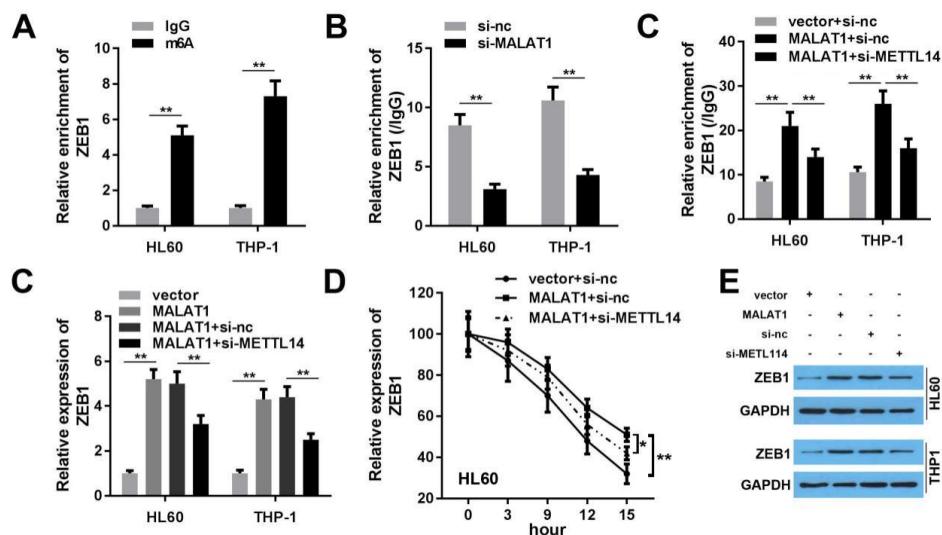 A
IgG
m6A
Relative enrichment of
ZEB1
10
8
6
4
2
0
**
**
HL60
THP-1
B
si-nc
si-MALAT1
Relative enrichment of
ZEB1 (/IgG)
15
10
5
0
**
**
HL60
THP-1
C
vector+si-nc
MALAT1+si-nc
MALAT1+si-METTL14
Relative enrichment of
ZEB1 (/IgG)
40
30
20
10
0
** **
** **
HL60
THP-1
C
vector
MALAT1
MALAT1+si-nc
MALAT1+si-METTL14
Relative expression of
ZEB1
8
6
4
2
0
** **
** **
HL60
THP-1
D
vector+si-nc
MALAT1+si-nc
MALAT1+si-METTL14
Relative expression of
ZEB1
120
100
80
60
40
20
*
**
HL60
0 3 9 12 15
hour
E
vector + - - -
MALAT1 - + - -
si-nc - - + -
si-METL114 - - - +
ZEB1
GAPDH
HL60
ZEB1
GAPDH
THP1